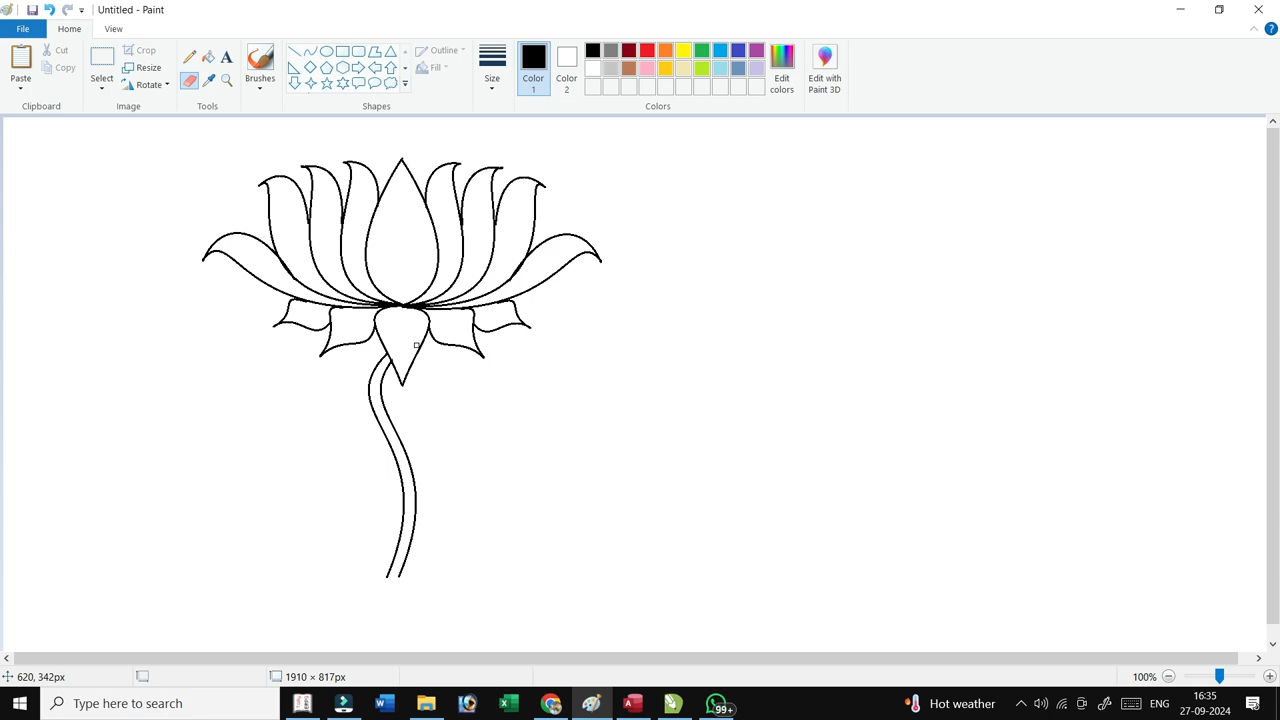 Untitled - Paint
File
Home
View
Paste
Cut
Copy
Clipboard
Select
Crop
Resize
Rotate
Image
A
Tools
Brushes
Outline
Fill
Shapes
Size
Color 1
Color 2
Edit colors
Colors
Edit with Paint 3D
620, 342px
1910 × 817px
100%
Type here to search
99+
Hot weather
ENG
16:35
27-09-2024